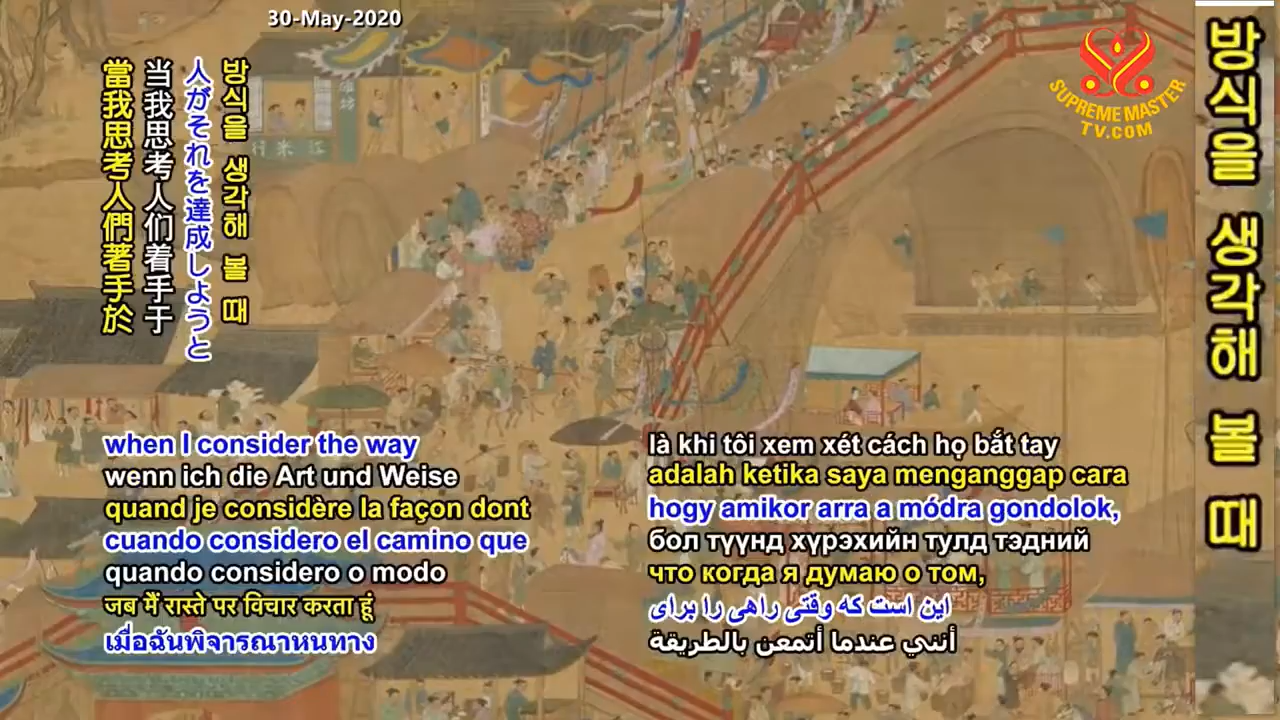 30-May-2020
SUPREME MASTER
TV.COM
방식을 생각해 볼 때
방식을 생각해 볼 때
人がそれを達成しようと
当我思考人们着手于
當我思考人們著手於
when I consider the way
wenn ich die Art und Weise
quand je considère la façon dont
cuando considero el camino que
quando considero o modo
जब मैं रास्ते पर विचार करता हूं
เมื่อฉันพิจารณาหนทาง
là khi tôi xem xét cách họ bắt tay
adalah ketika saya menganggap cara
hogy amikor arra a módra gondolok,
бол түүнд хүрэхийн тулд тэдний
что когда я думаю о том,
این است که وقتی راهی را برای
أنني عندما أتمعن بالطريقة